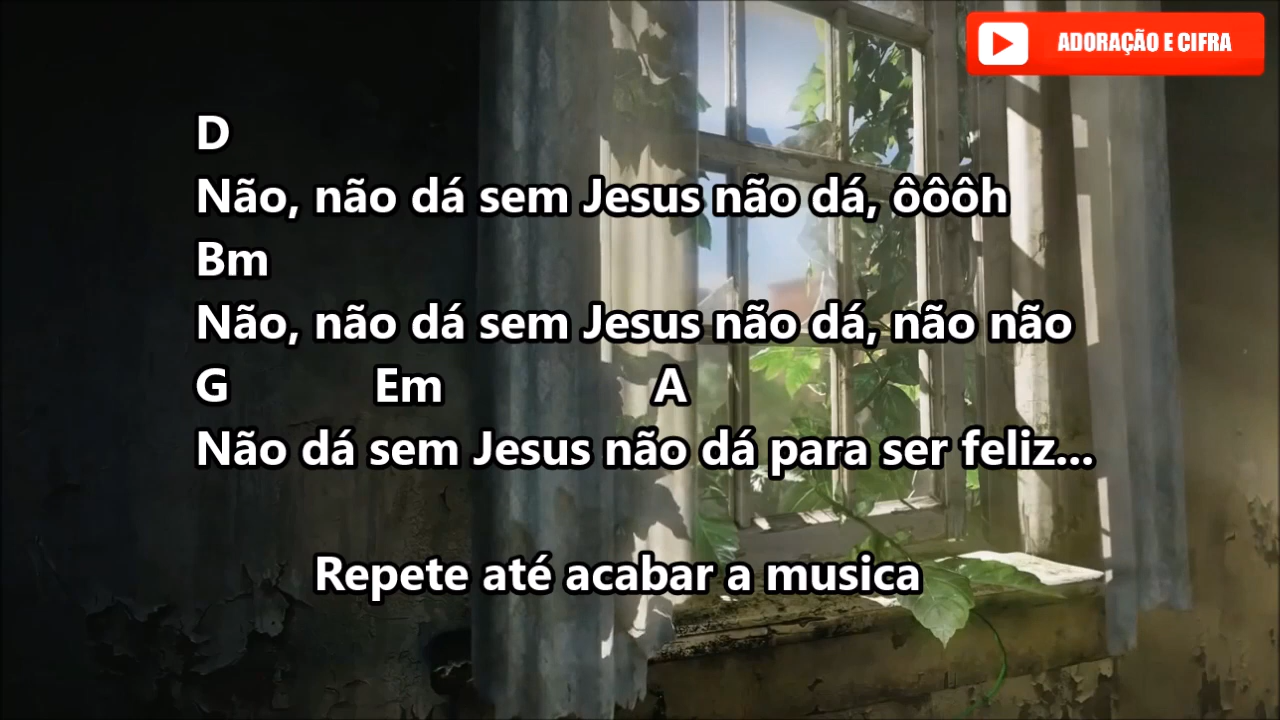 ADORAÇÃO E CIFRA
D
Não, não dá sem Jesus não dá, ôôôh
Bm
Não, não dá sem Jesus não dá, não não
G Em A
Não dá sem Jesus não dá para ser feliz...
Repete até acabar a musica